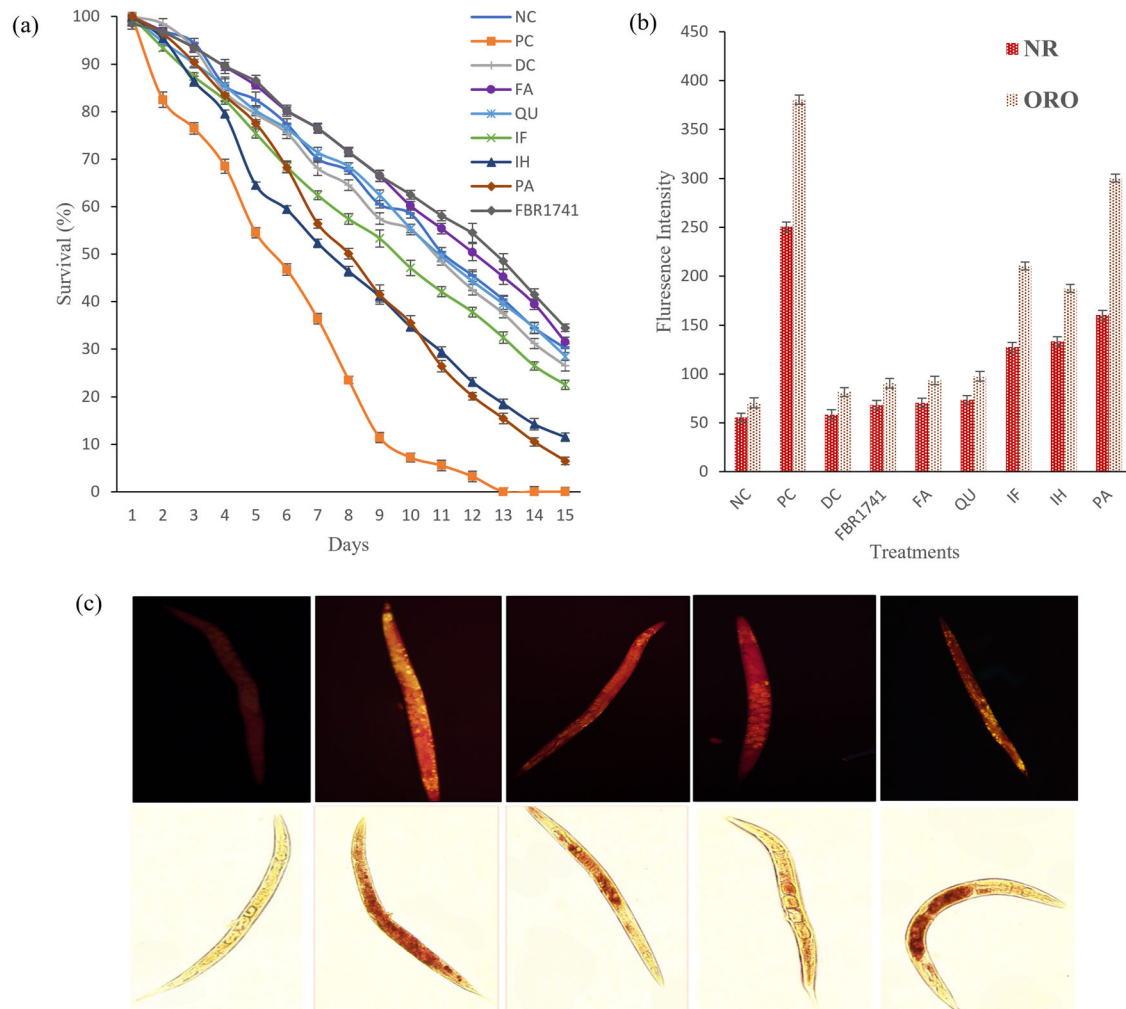 (a)
Survival (%)
100
90
80
70
60
50
40
30
20
10
0
1 2 3 4 5 6 7 8 9 10 11 12 13 14 15
Days
NC
PC
DC
FA
QU
IF
IH
PA
FBR1741
(b)
Fluresence Intensity
450
400
350
300
250
200
150
100
50
0
NR
ORO
NC PC DC FBR1741 FA QU IF IH PA
Treatments
(c)